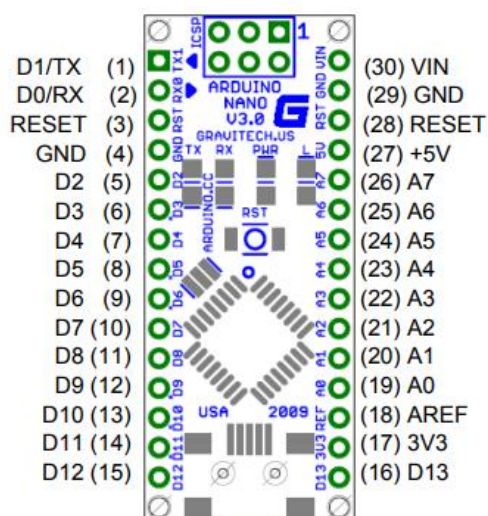 D1/TX (1)
D0/RX (2)
RESET (3)
GND (4)
D2 (5)
D3 (6)
D4 (7)
D5 (8)
D6 (9)
D7 (10)
D8 (11)
D9 (12)
D10 (13)
D11 (14)
D12 (15)
TX1
RX0
RST
GND
D2
D3
D4
D5
D6
D7
D8
D9
D10
D11
D12
ICSP
1
ARDUINO
NANO
V3.0
G
GRAVITECH.US
TX RX PWR L
ARDUINO.CC
RST
USA 2009
VIN
GND
RST
5V
A7
A6
A5
A4
A3
A2
A1
A0
REF
3V3
D13
(30) VIN
(29) GND
(28) RESET
(27) +5V
(26) A7
(25) A6
(24) A5
(23) A4
(22) A3
(21) A2
(20) A1
(19) A0
(18) AREF
(17) 3V3
(16) D13